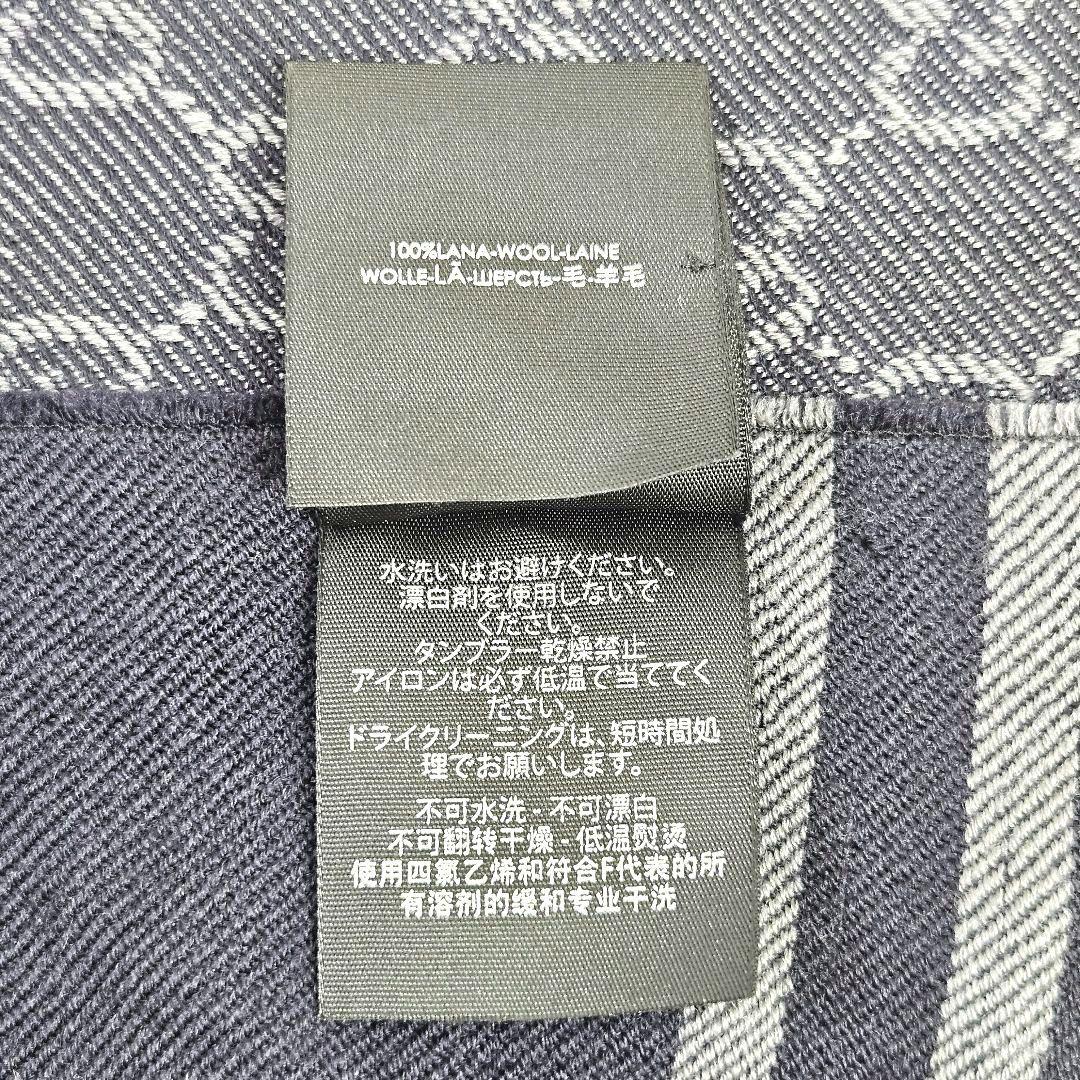 100%LANA-WOOL-LAINE
WOLLE-LÃ-ШЕРСТЬ-毛-羊毛
水洗いはお避けください。
漂白剤を使用しないで
ください。
タンブラー乾燥禁止
アイロンは必ず低温で当ててく
ださい。
ドライクリーニングは、短時間処
理でお願いします。
不可水洗 - 不可漂白
不可翻转干燥 - 低温熨烫
使用四氯乙烯和符合F代表的所
有溶剂的缓和专业干洗